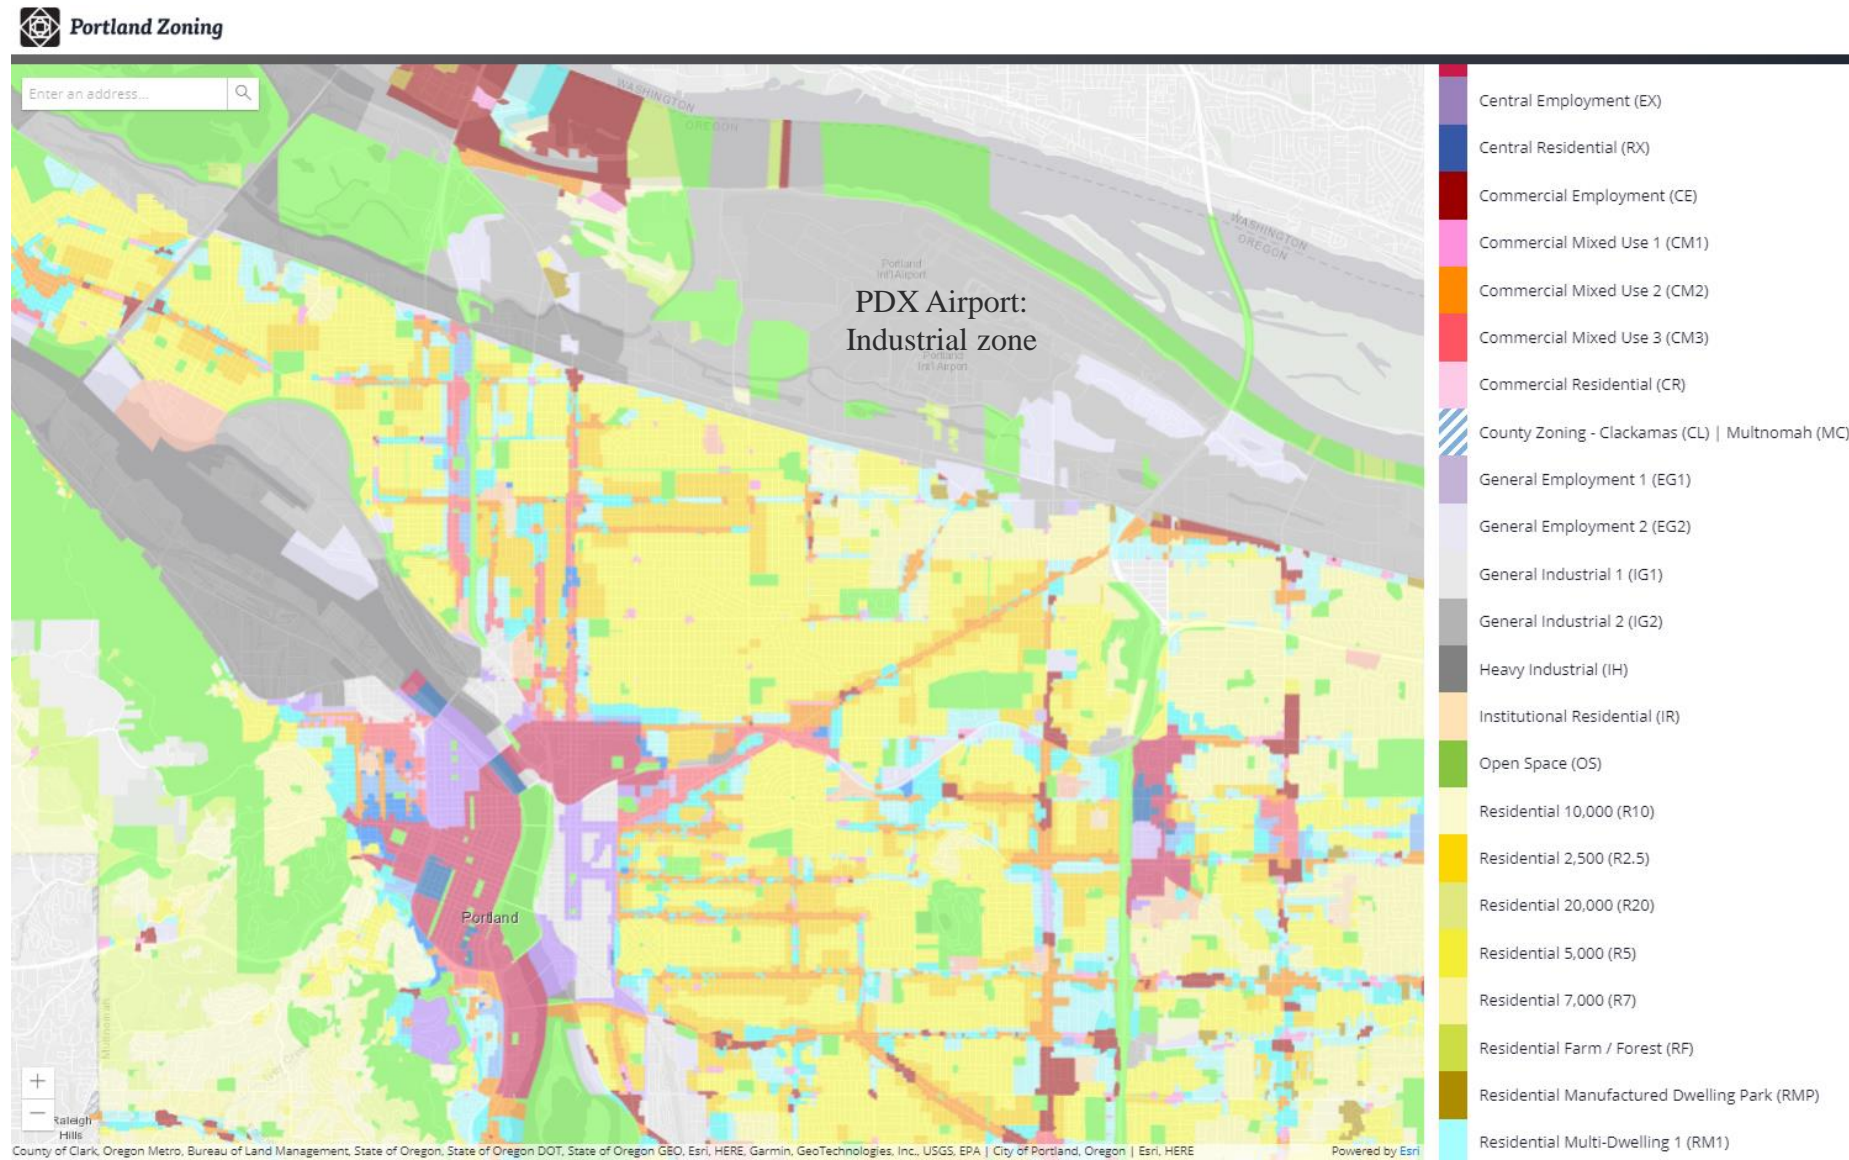 Portland Zoning
Enter an address...
WASHINGTON
OREGON
WASHINGTON
OREGON
Portland
Int'l Airport
PDX Airport:
Industrial zone
Portland
Int'l Airport
Portland
Multnomah
Raleigh
Hills
+
−
County of Clark, Oregon Metro, Bureau of Land Management, State of Oregon, State of Oregon DOT, State of Oregon GEO, Esri, HERE, Garmin, GeoTechnologies, Inc., USGS, EPA | City of Portland, Oregon | Esri, HERE
Powered by Esri
Central Employment (EX)
Central Residential (RX)
Commercial Employment (CE)
Commercial Mixed Use 1 (CM1)
Commercial Mixed Use 2 (CM2)
Commercial Mixed Use 3 (CM3)
Commercial Residential (CR)
County Zoning - Clackamas (CL) | Multnomah (MC)
General Employment 1 (EG1)
General Employment 2 (EG2)
General Industrial 1 (IG1)
General Industrial 2 (IG2)
Heavy Industrial (IH)
Institutional Residential (IR)
Open Space (OS)
Residential 10,000 (R10)
Residential 2,500 (R2.5)
Residential 20,000 (R20)
Residential 5,000 (R5)
Residential 7,000 (R7)
Residential Farm / Forest (RF)
Residential Manufactured Dwelling Park (RMP)
Residential Multi-Dwelling 1 (RM1)